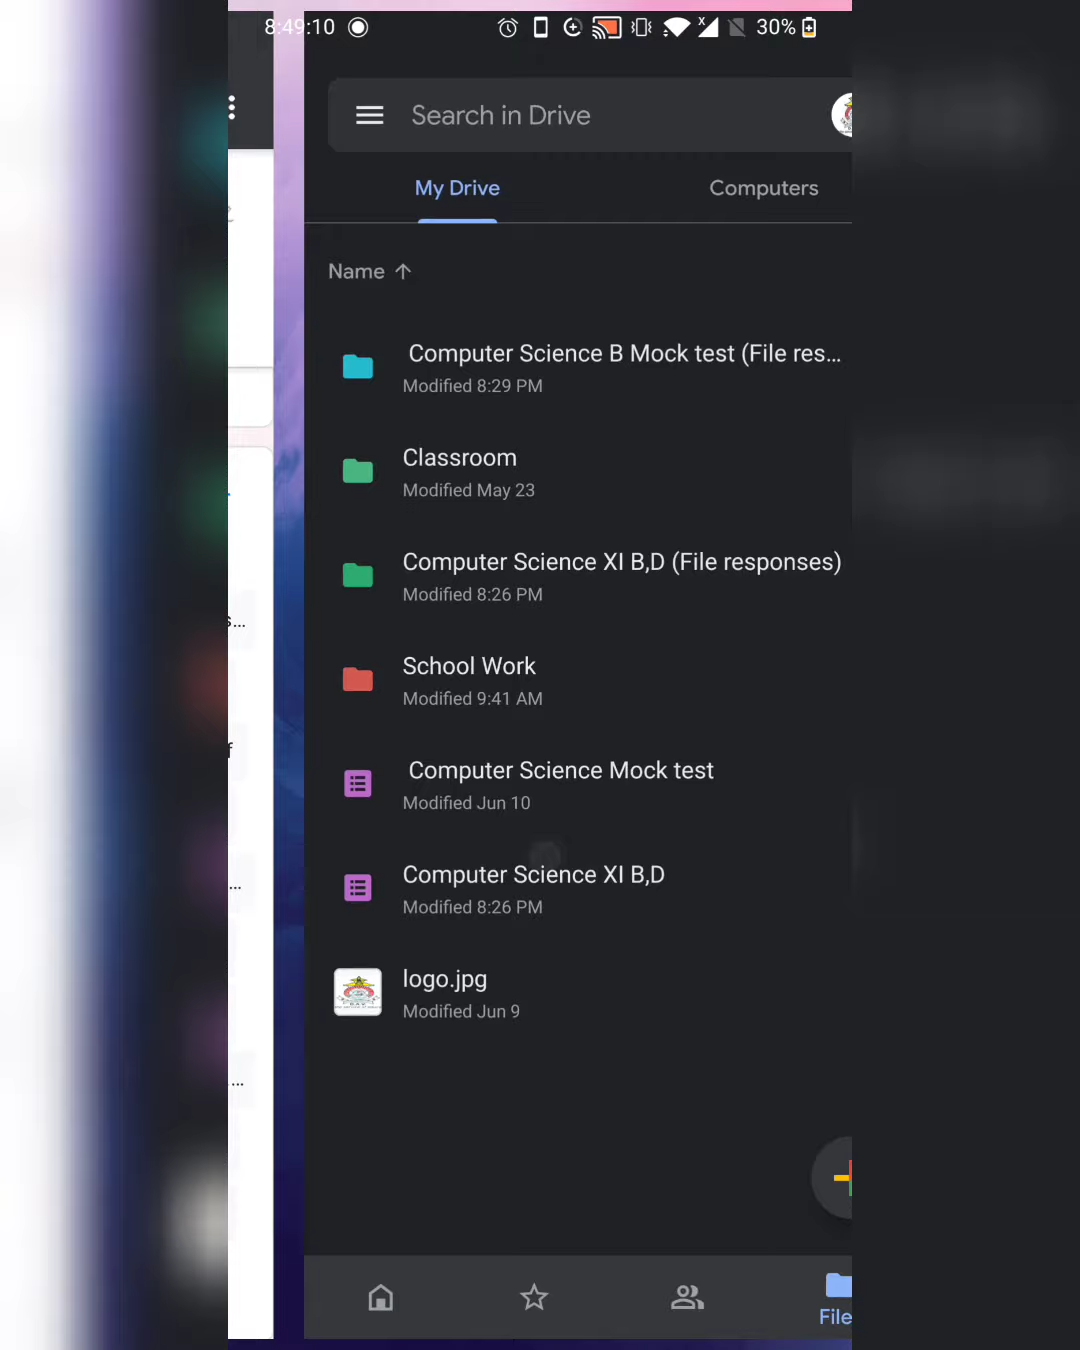 8:49:10
30%
Search in Drive
My Drive
Computers
Name
Computer Science B Mock test (File res...
Modified 8:29 PM
Classroom
Modified May 23
Computer Science XI B,D (File responses)
Modified 8:26 PM
School Work
Modified 9:41 AM
Computer Science Mock test
Modified Jun 10
Computer Science XI B,D
Modified 8:26 PM
logo.jpg
Modified Jun 9
File